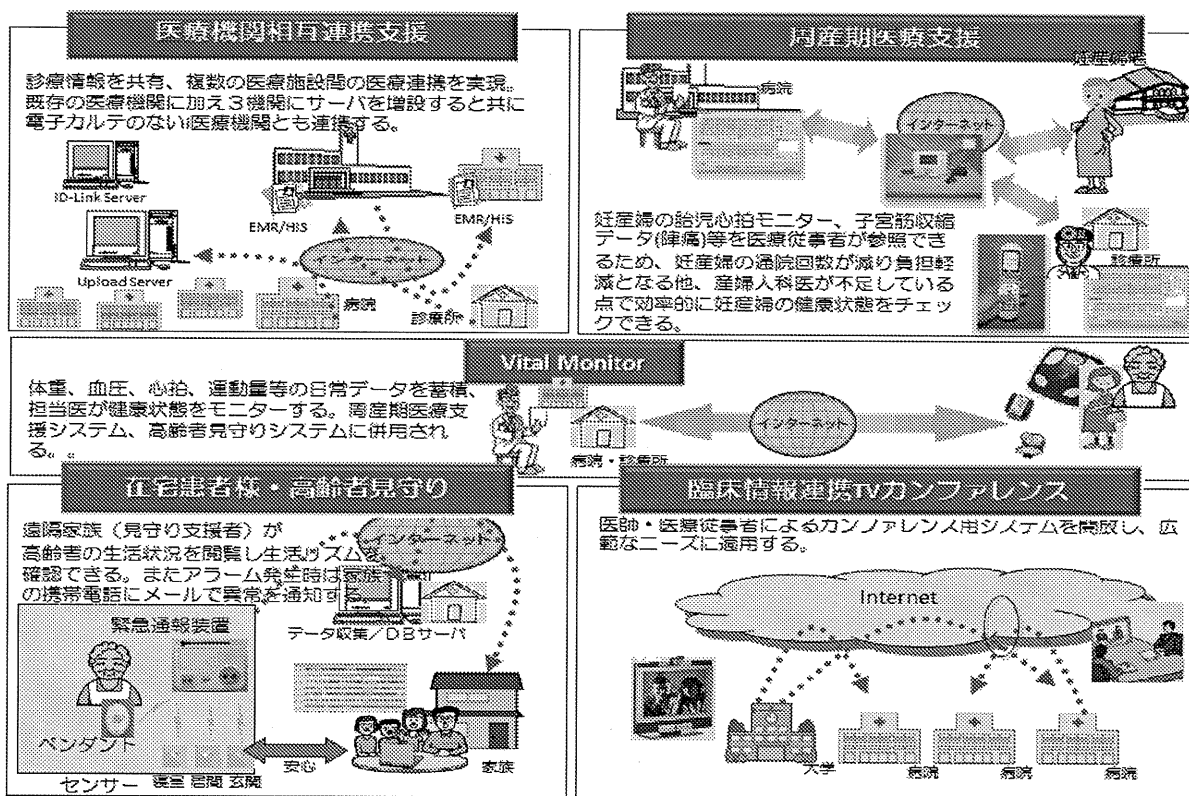 医療機関相互連携支援
診療情報を共有、複数の医療施設間の医療連携を実現。
既存の医療機関に加え３機関にサーバを増設すると共に
電子カルテのない医療機関とも連携する。
ID-Link Server
EMR/HIS
EMR/HIS
インターネット
Upload Server
病院
診療所
周産期医療支援
妊産婦宅
病院
インターネット
妊産婦の胎児心拍モニター、子宮筋収縮
データ(陣痛)等を医療従事者が参照でき
るため、妊産婦の通院回数が減り負担軽
減となる他、産婦人科医が不足している
点で効率的に妊産婦の健康状態をチェッ
クできる。
診療所
Vital Monitor
体重、血圧、心拍、運動量等の日常データを蓄積、
担当医が健康状態をモニターする。周産期医療支
援システム、高齢者見守りシステムに併用され
る。。
インターネット
病院・診療所
在宅患者様・高齢者見守り
遠隔家族（見守り支援者）が
高齢者の生活状況を閲覧し生活リズムを
確認できる。またアラーム発生時は家族
の携帯電話にメールで異常を通知する。
インターネット
緊急通報装置
データ収集／ＤＢサーバ
ペンダント
安心
家族
センサー 寝室 居間 玄関
臨床情報連携TVカンファレンス
医師・医療従事者によるカンファレンス用システムを開放し、広
範なニーズに適用する。
Internet
大学
病院
病院
病院